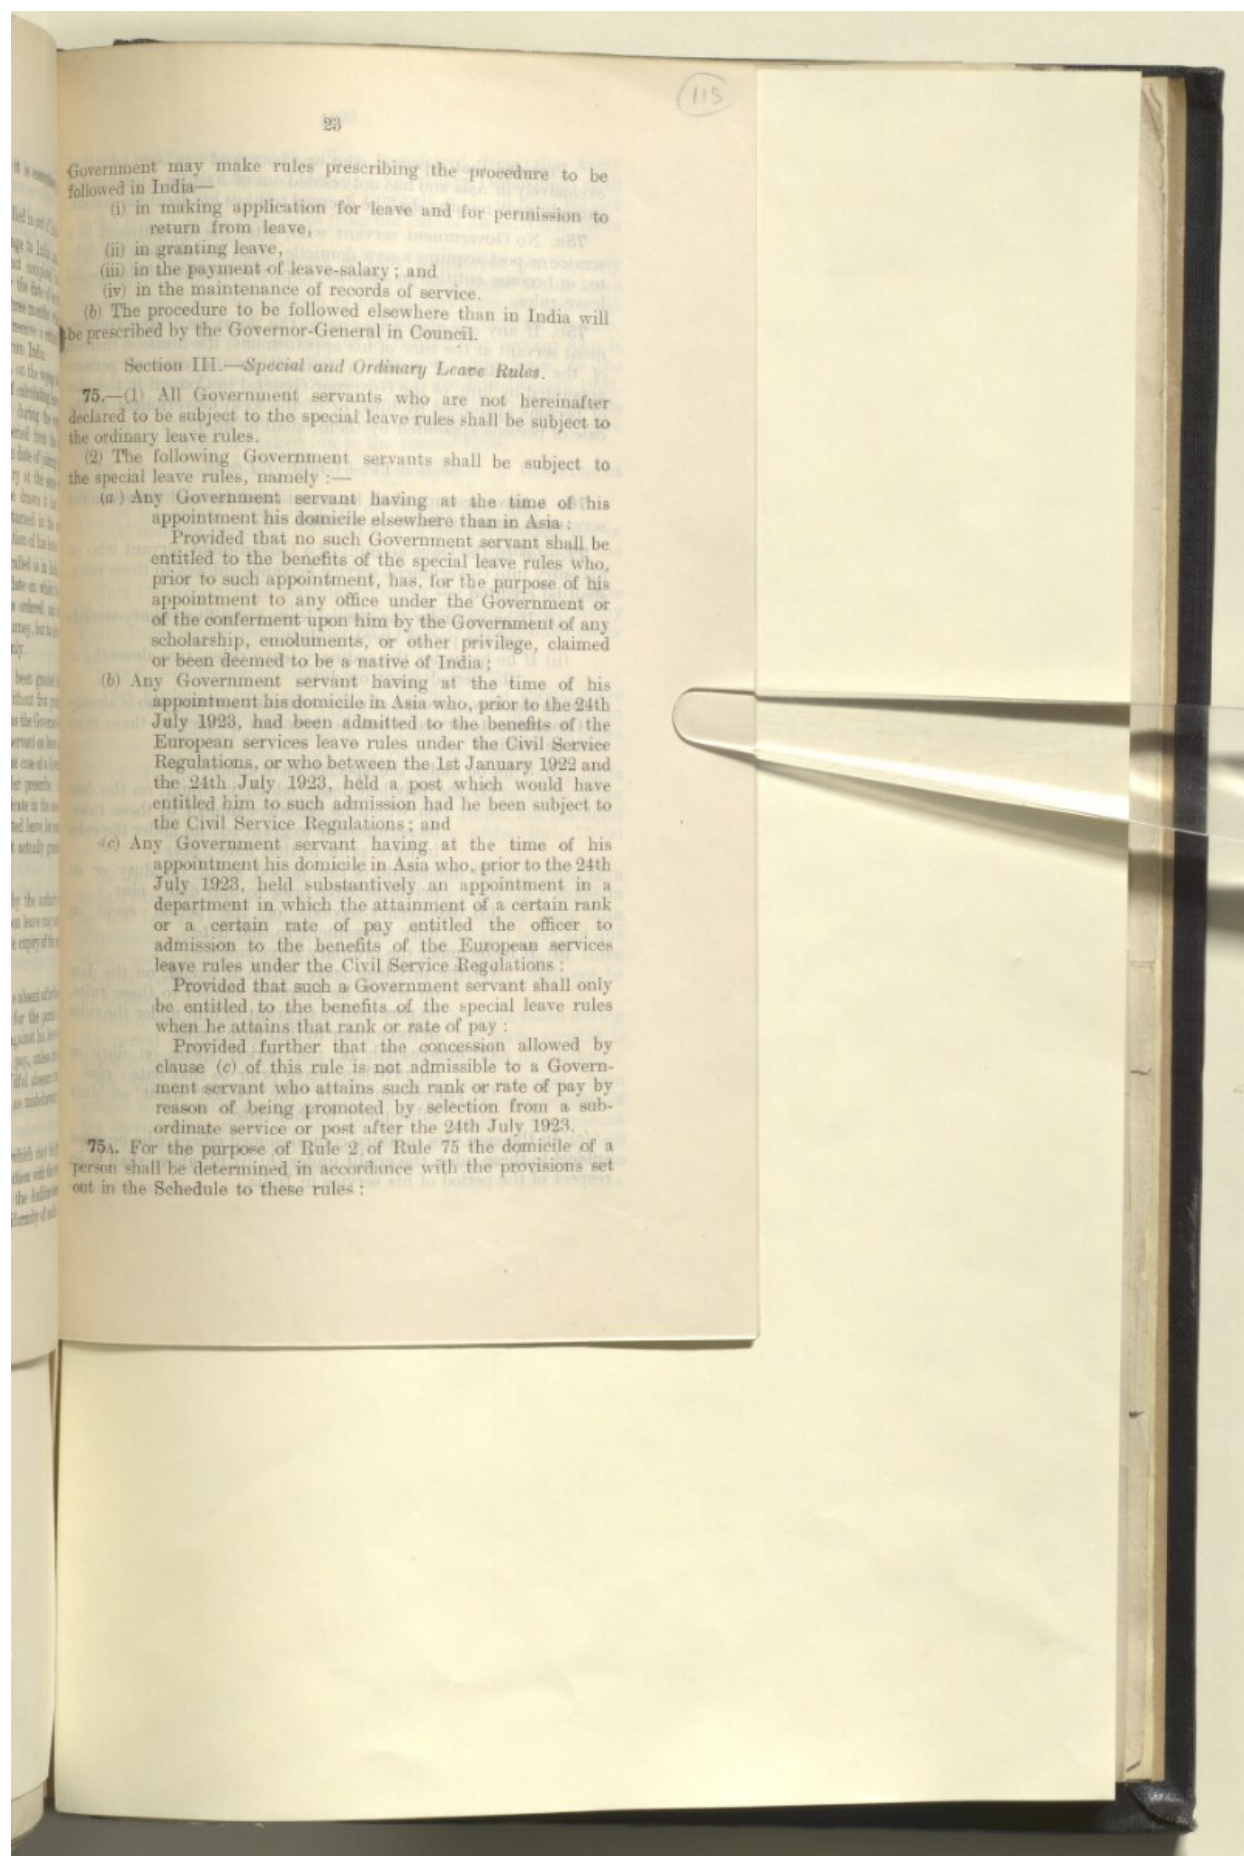 115
23
Government may make rules prescribing the procedure to be
followed in India—
(i) in making application for leave and for permission to
return from leave,
(ii) in granting leave,
(iii) in the payment of leave-salary ; and
(iv) in the maintenance of records of service.
(b) The procedure to be followed elsewhere than in India will
be prescribed by the Governor-General in Council.
Section III.—Special and Ordinary Leave Rules.
75.—(1) All Government servants who are not hereinafter
declared to be subject to the special leave rules shall be subject to
the ordinary leave rules.
(2) The following Government servants shall be subject to
the special leave rules, namely :—
(a) Any Government servant having at the time of his
appointment his domicile elsewhere than in Asia :
Provided that no such Government servant shall be
entitled to the benefits of the special leave rules who,
prior to such appointment, has, for the purpose of his
appointment to any office under the Government or
of the conferment upon him by the Government of any
scholarship, emoluments, or other privilege, claimed
or been deemed to be a native of India ;
(b) Any Government servant having at the time of his
appointment his domicile in Asia who, prior to the 24th
July 1923, had been admitted to the benefits of the
European services leave rules under the Civil Service
Regulations, or who between the 1st January 1922 and
the 24th July 1923, held a post which would have
entitled him to such admission had he been subject to
the Civil Service Regulations ; and
(c) Any Government servant having at the time of his
appointment his domicile in Asia who, prior to the 24th
July 1923, held substantively an appointment in a
department in which the attainment of a certain rank
or a certain rate of pay entitled the officer to
admission to the benefits of the European services
leave rules under the Civil Service Regulations :
Provided that such a Government servant shall only
be entitled to the benefits of the special leave rules
when he attains that rank or rate of pay :
Provided further that the concession allowed by
clause (c) of this rule is not admissible to a Govern-
ment servant who attains such rank or rate of pay by
reason of being promoted by selection from a sub-
ordinate service or post after the 24th July 1923.
75A. For the purpose of Rule 2 of Rule 75 the domicile of a
person shall be determined in accordance with the provisions set
out in the Schedule to these rules :